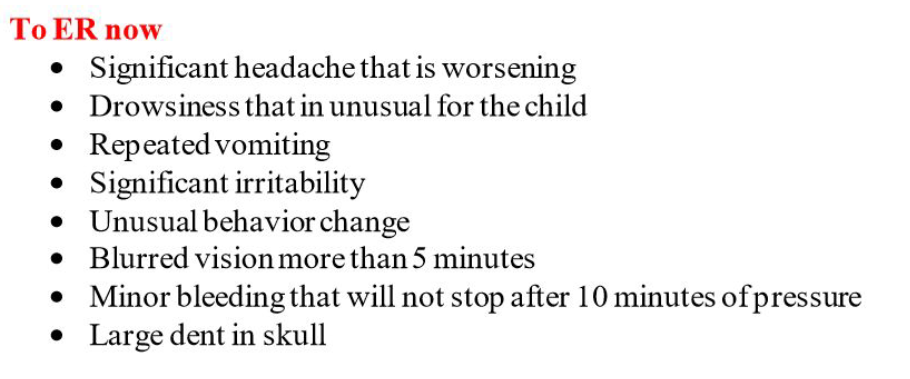 To ER now
• Significant headache that is worsening
• Drowsiness that in unusual for the child
• Repeated vomiting
• Significant irritability
• Unusual behavior change
• Blurred vision more than 5 minutes
• Minor bleeding that will not stop after 10 minutes of pressure
• Large dent in skull